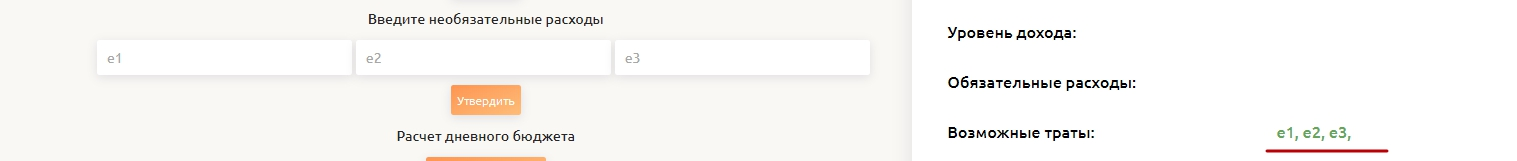 Введите необязательные расходы
e1 e2 e3
Утвердить
Расчет дневного бюджета
Уровень дохода:
Обязательные расходы:
Возможные траты: e1, e2, e3,